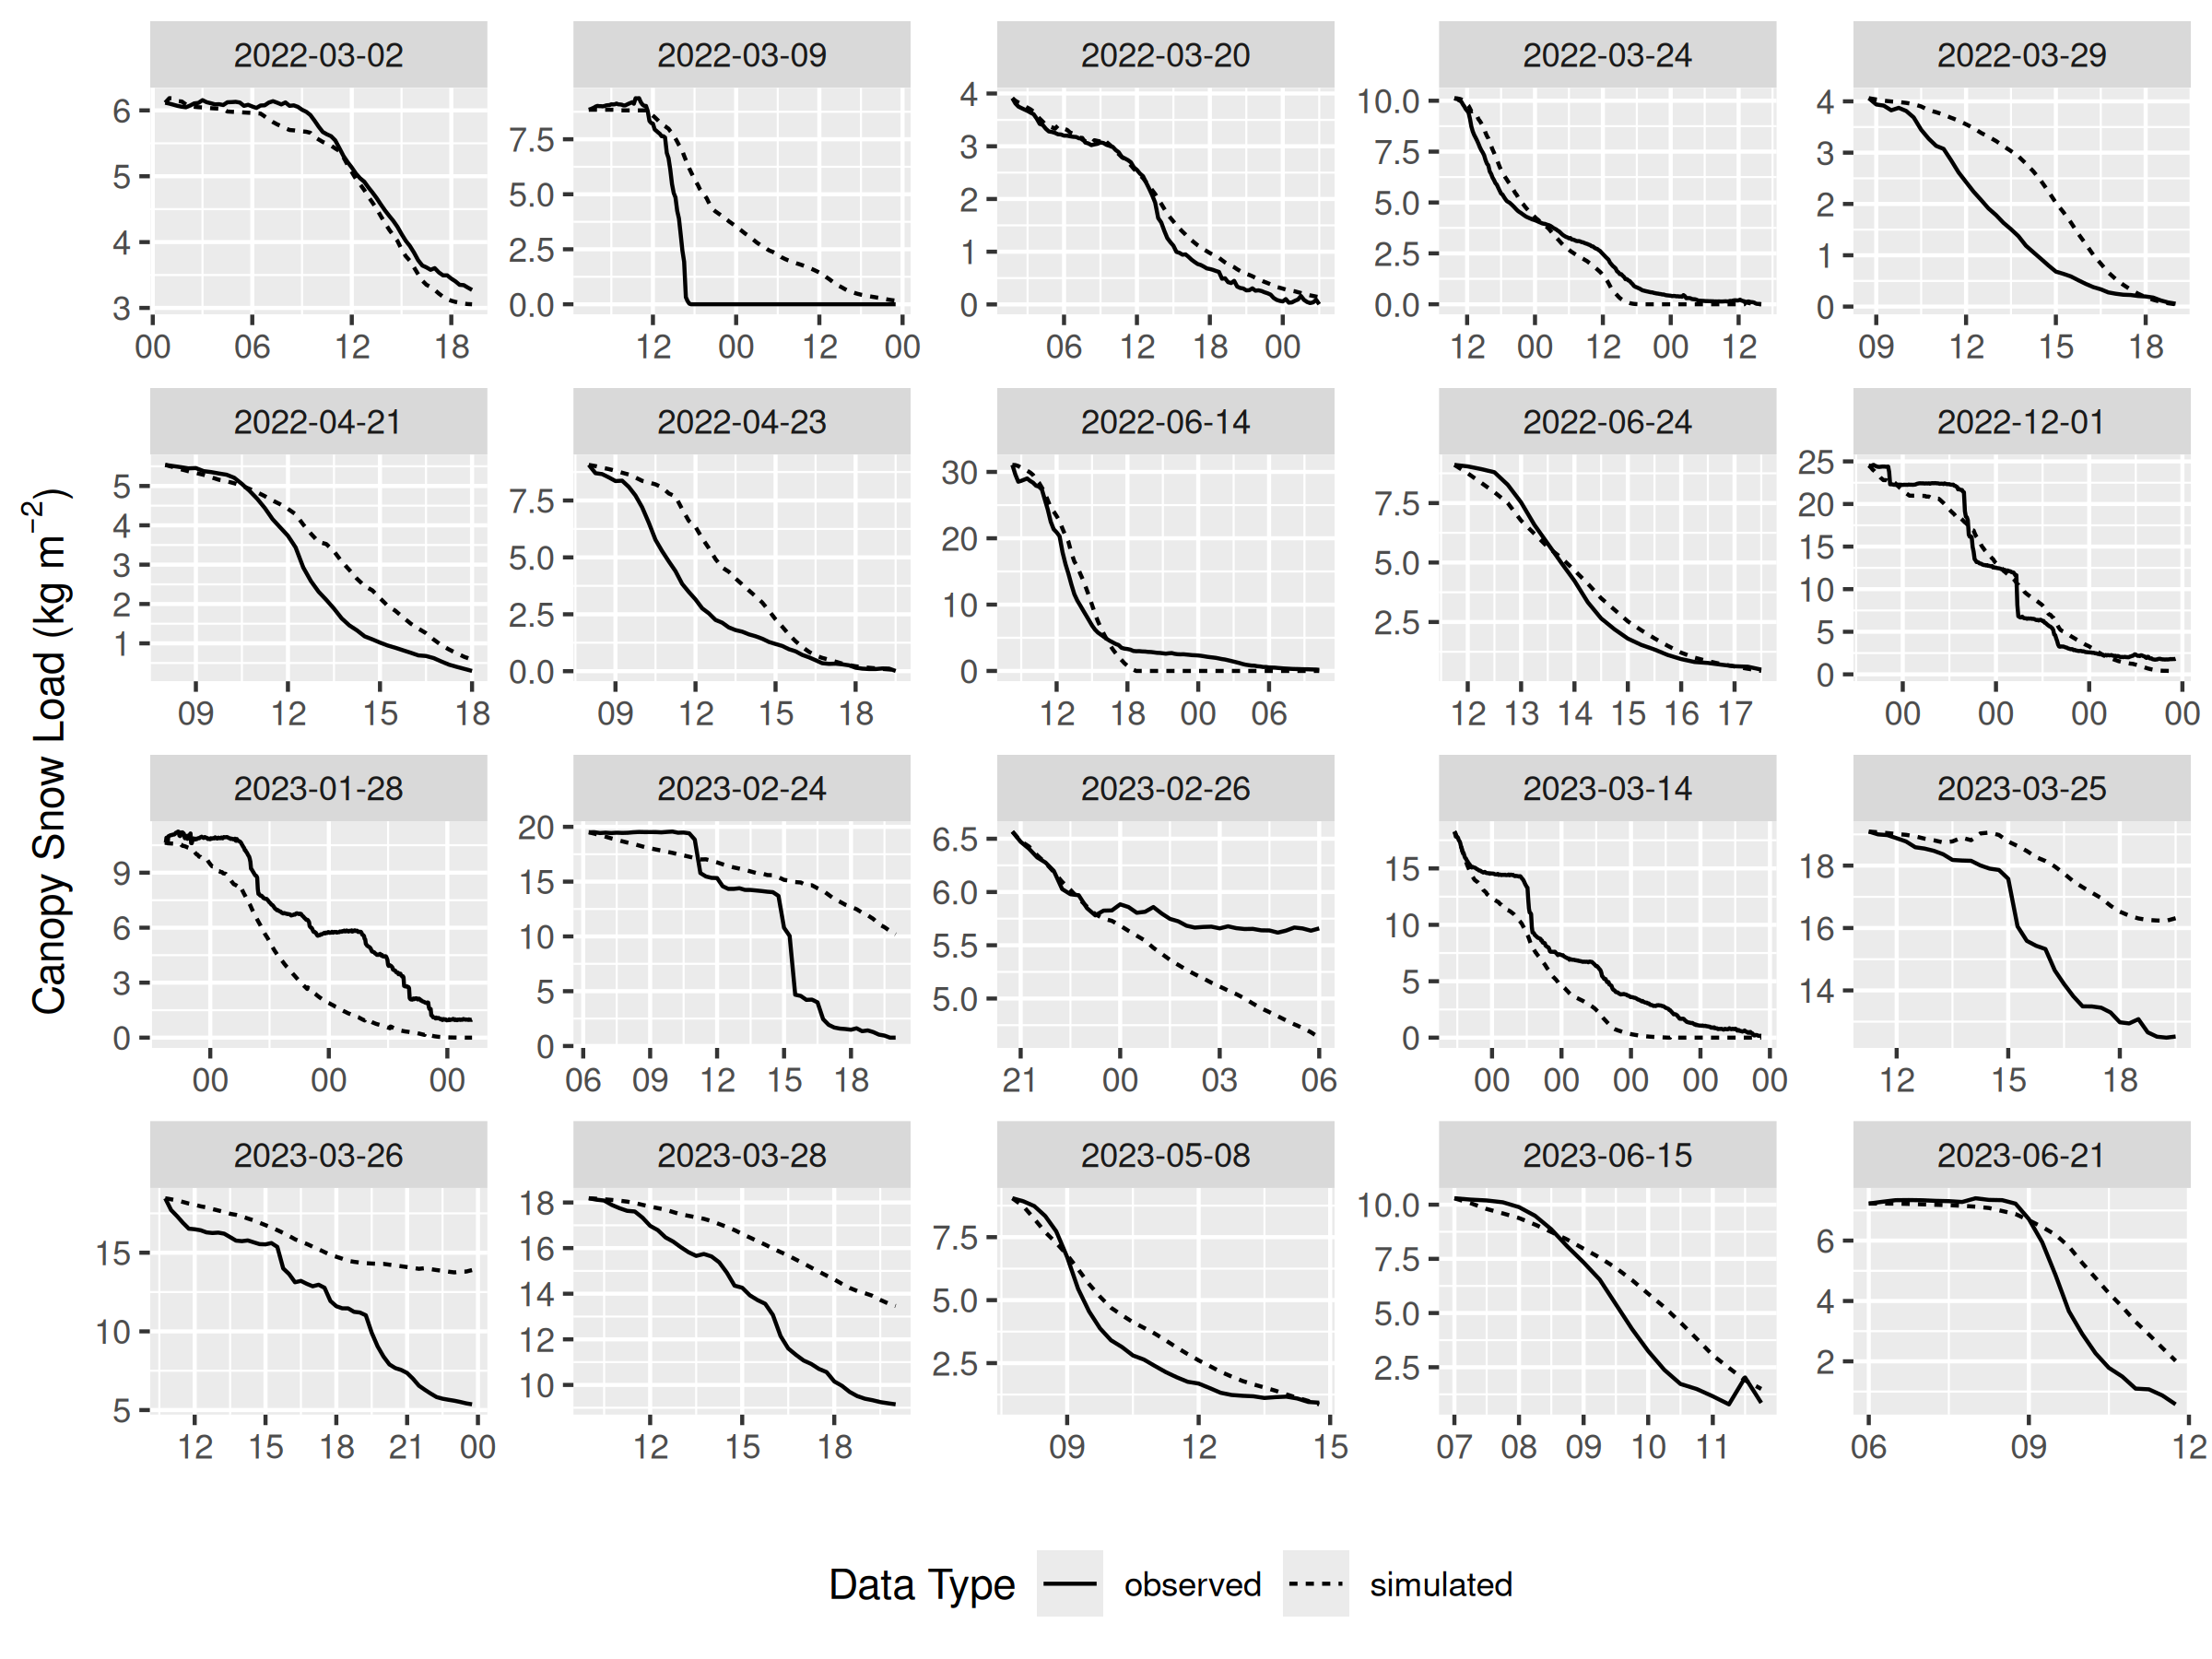 Canopy Snow Load (kg m−2)
2022-03-02 2022-03-09 2022-03-20 2022-03-24 2022-03-29
6 5 4 3
7.5 5.0 2.5 0.0
4 3 2 1 0
10.0 7.5 5.0 2.5 0.0
4 3 2 1 0
00 06 12 18 12 00 12 00 06 12 18 00 12 00 12 00 12 09 12 15 18
2022-04-21 2022-04-23 2022-06-14 2022-06-24 2022-12-01
5 4 3 2 1
7.5 5.0 2.5 0.0
30 20 10 0
7.5 5.0 2.5
25 20 15 10 5 0
09 12 15 18 09 12 15 18 12 18 00 06 12 13 14 15 16 17 00 00 00 00
2023-01-28 2023-02-24 2023-02-26 2023-03-14 2023-03-25
9 6 3 0
20 15 10 5 0
6.5 6.0 5.5 5.0
15 10 5 0
18 16 14
00 00 00 06 09 12 15 18 21 00 03 06 00 00 00 00 00 12 15 18
2023-03-26 2023-03-28 2023-05-08 2023-06-15 2023-06-21
15 10 5
18 16 14 12 10
7.5 5.0 2.5
10.0 7.5 5.0 2.5
6 4 2
12 15 18 21 00 12 15 18 09 12 15 07 08 09 10 11 06 09 12
Data Type observed simulated